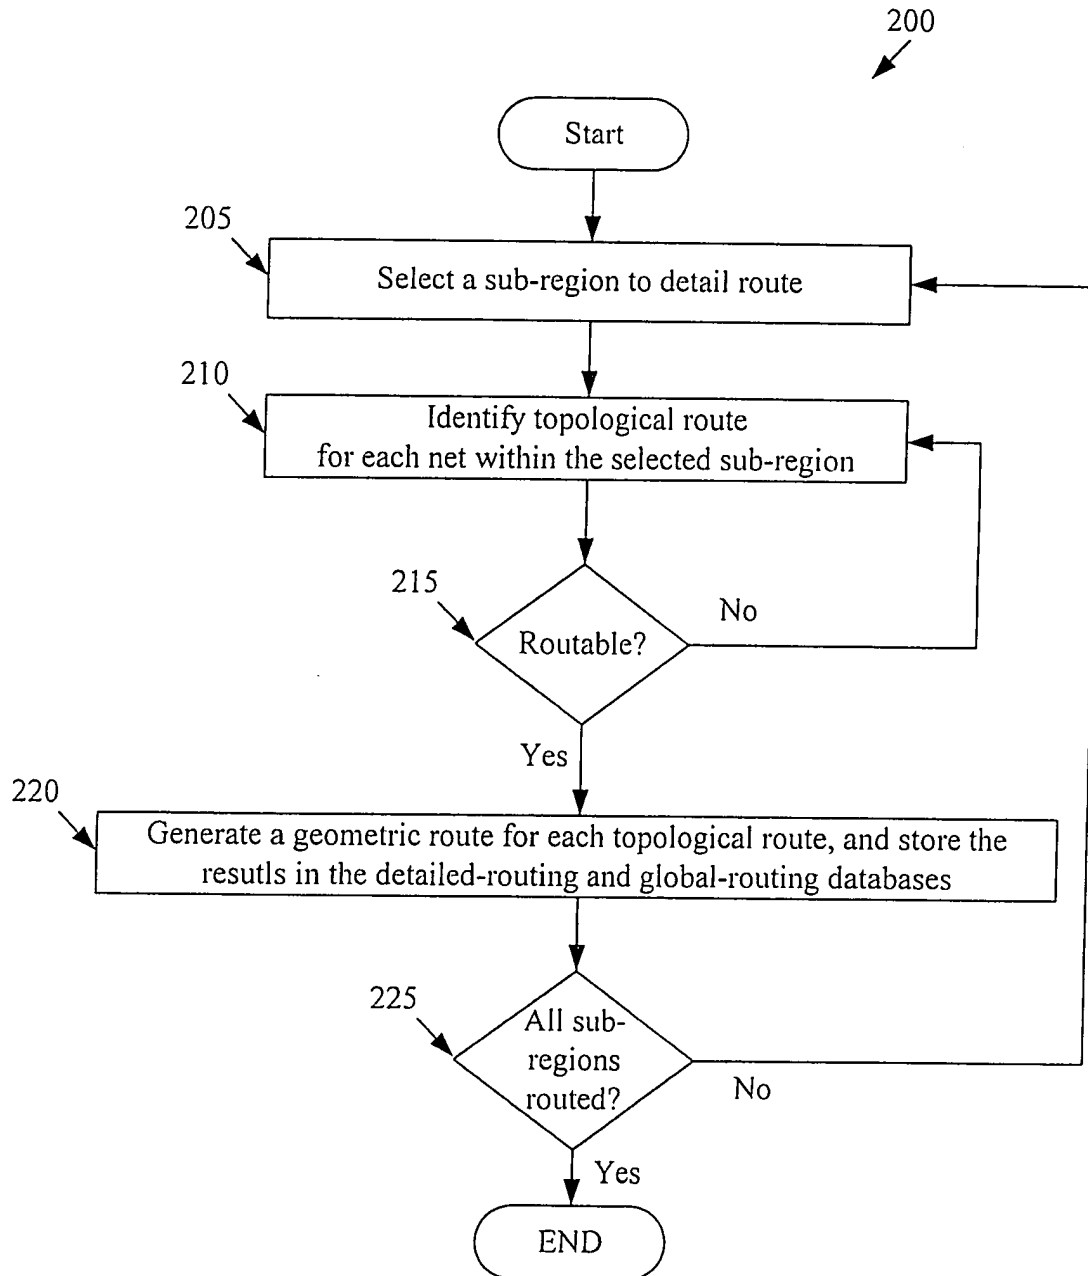 200
Start
205
Select a sub-region to detail route
210
Identify topological route
for each net within the selected sub-region
215
Routable?
No
Yes
220
Generate a geometric route for each topological route, and store the
resutls in the detailed-routing and global-routing databases
225
All sub-
regions
routed?
No
Yes
END